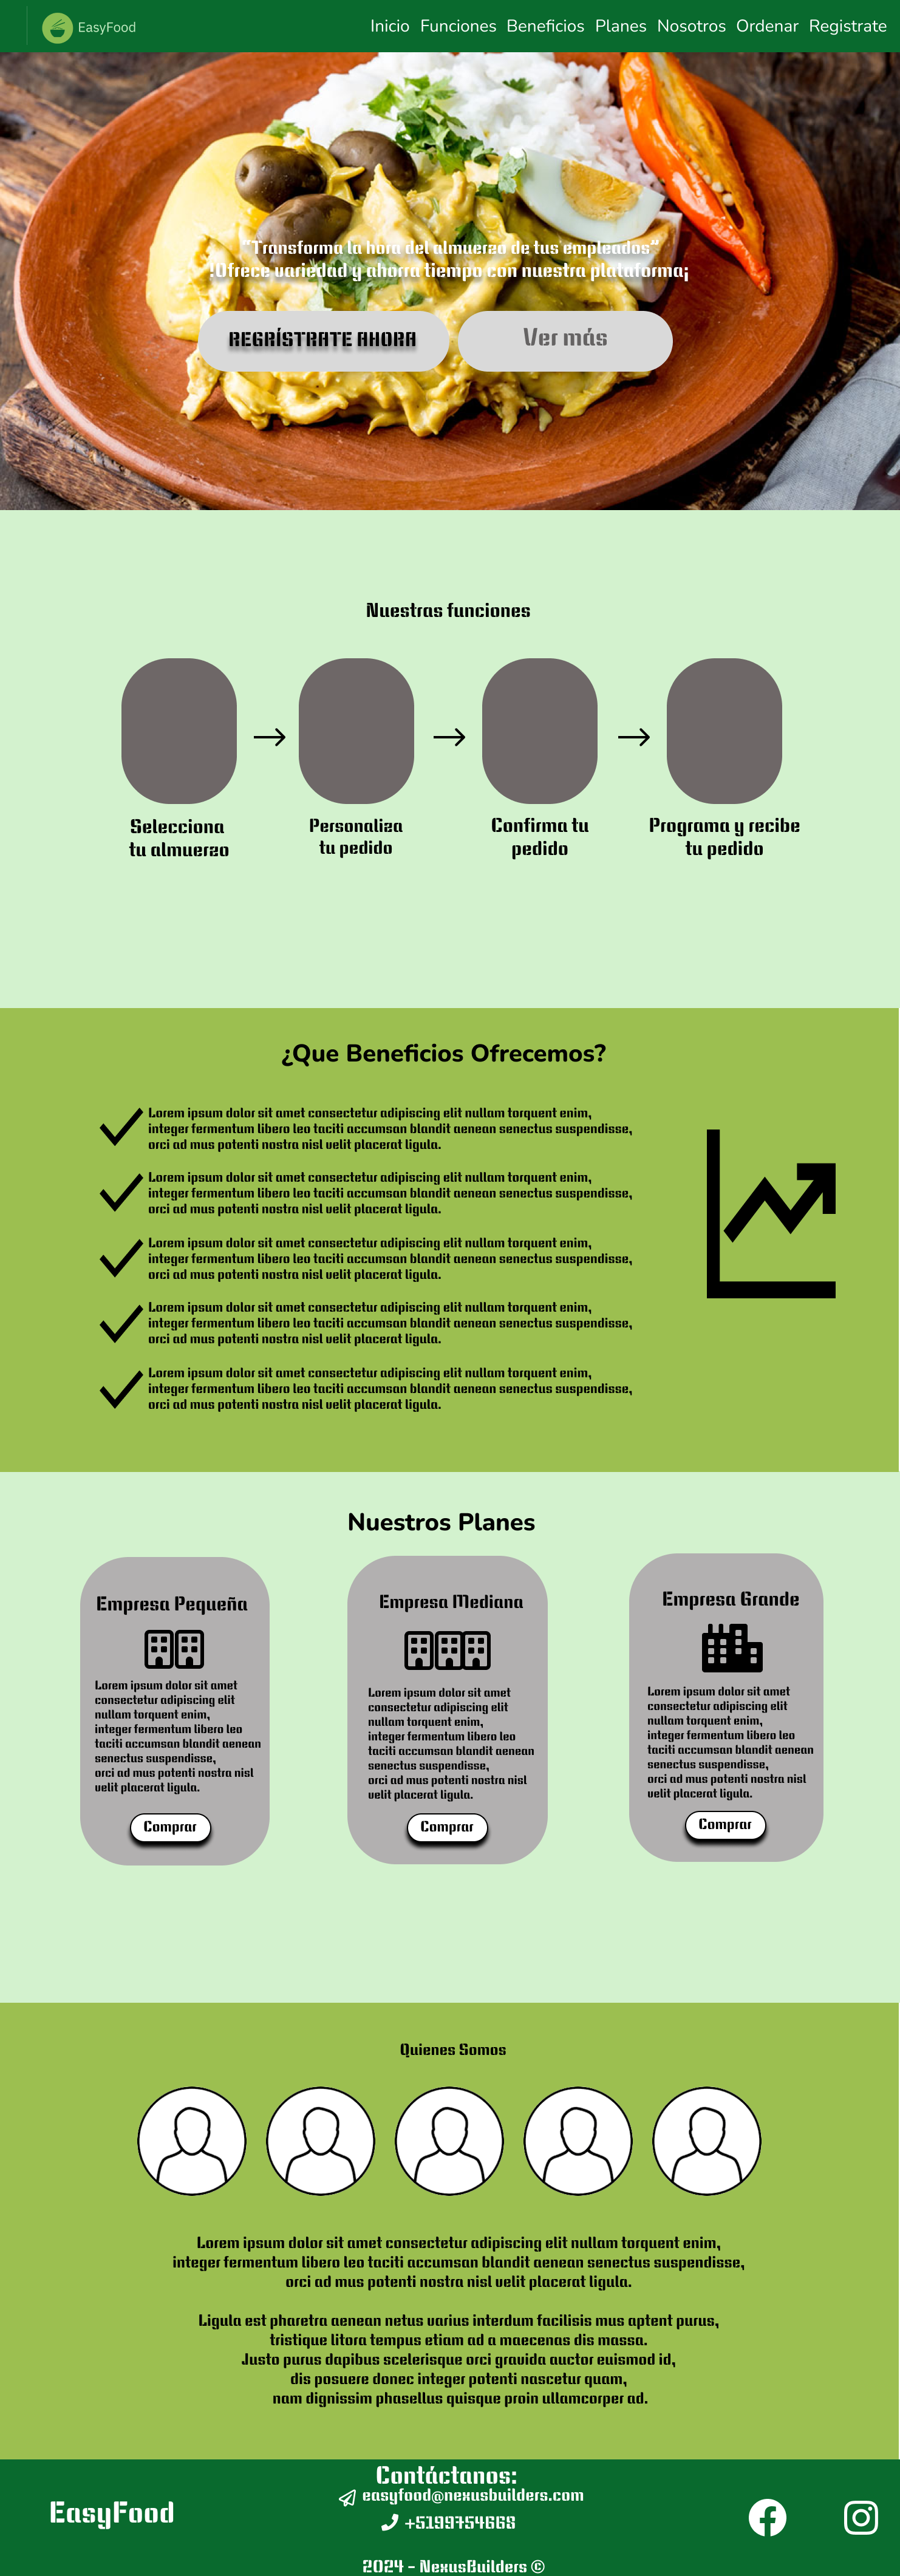 EasyFood
Inicio Funciones Beneficios Planes Nosotros Ordenar Registrate
"Transforma la hora del almuerzo de tus empleados"
!Ofrece variedad y ahorra tiempo con nuestra plataforma¡
REGRÍSTRATE AHORA
Ver más
Nuestras funciones
Selecciona
tu almuerzo
Personaliza
tu pedido
Confirma tu
pedido
Programa y recibe
tu pedido
¿Que Beneficios Ofrecemos?
Lorem ipsum dolor sit amet consectetur adipiscing elit nullam torquent enim,
integer fermentum libero leo taciti accumsan blandit aenean senectus suspendisse,
orci ad mus potenti nostra nisl velit placerat ligula.
Lorem ipsum dolor sit amet consectetur adipiscing elit nullam torquent enim,
integer fermentum libero leo taciti accumsan blandit aenean senectus suspendisse,
orci ad mus potenti nostra nisl velit placerat ligula.
Lorem ipsum dolor sit amet consectetur adipiscing elit nullam torquent enim,
integer fermentum libero leo taciti accumsan blandit aenean senectus suspendisse,
orci ad mus potenti nostra nisl velit placerat ligula.
Lorem ipsum dolor sit amet consectetur adipiscing elit nullam torquent enim,
integer fermentum libero leo taciti accumsan blandit aenean senectus suspendisse,
orci ad mus potenti nostra nisl velit placerat ligula.
Lorem ipsum dolor sit amet consectetur adipiscing elit nullam torquent enim,
integer fermentum libero leo taciti accumsan blandit aenean senectus suspendisse,
orci ad mus potenti nostra nisl velit placerat ligula.
Nuestros Planes
Empresa Pequeña
Lorem ipsum dolor sit amet
consectetur adipiscing elit
nullam torquent enim,
integer fermentum libero leo
taciti accumsan blandit aenean
senectus suspendisse,
orci ad mus potenti nostra nisl
velit placerat ligula.
Comprar
Empresa Mediana
Lorem ipsum dolor sit amet
consectetur adipiscing elit
nullam torquent enim,
integer fermentum libero leo
taciti accumsan blandit aenean
senectus suspendisse,
orci ad mus potenti nostra nisl
velit placerat ligula.
Comprar
Empresa Grande
Lorem ipsum dolor sit amet
consectetur adipiscing elit
nullam torquent enim,
integer fermentum libero leo
taciti accumsan blandit aenean
senectus suspendisse,
orci ad mus potenti nostra nisl
velit placerat ligula.
Comprar
Quienes Somos
Lorem ipsum dolor sit amet consectetur adipiscing elit nullam torquent enim,
integer fermentum libero leo taciti accumsan blandit aenean senectus suspendisse,
orci ad mus potenti nostra nisl velit placerat ligula.
Ligula est pharetra aenean netus varius interdum facilisis mus aptent purus,
tristique litora tempus etiam ad a maecenas dis massa.
Justo purus dapibus scelerisque orci gravida auctor euismod id,
dis posuere donec integer potenti nascetur quam,
nam dignissim phasellus quisque proin ullamcorper ad.
EasyFood
Contáctanos:
easyfood@nexusbuilders.com
+5199754668
2024 - NexusBuilders ©